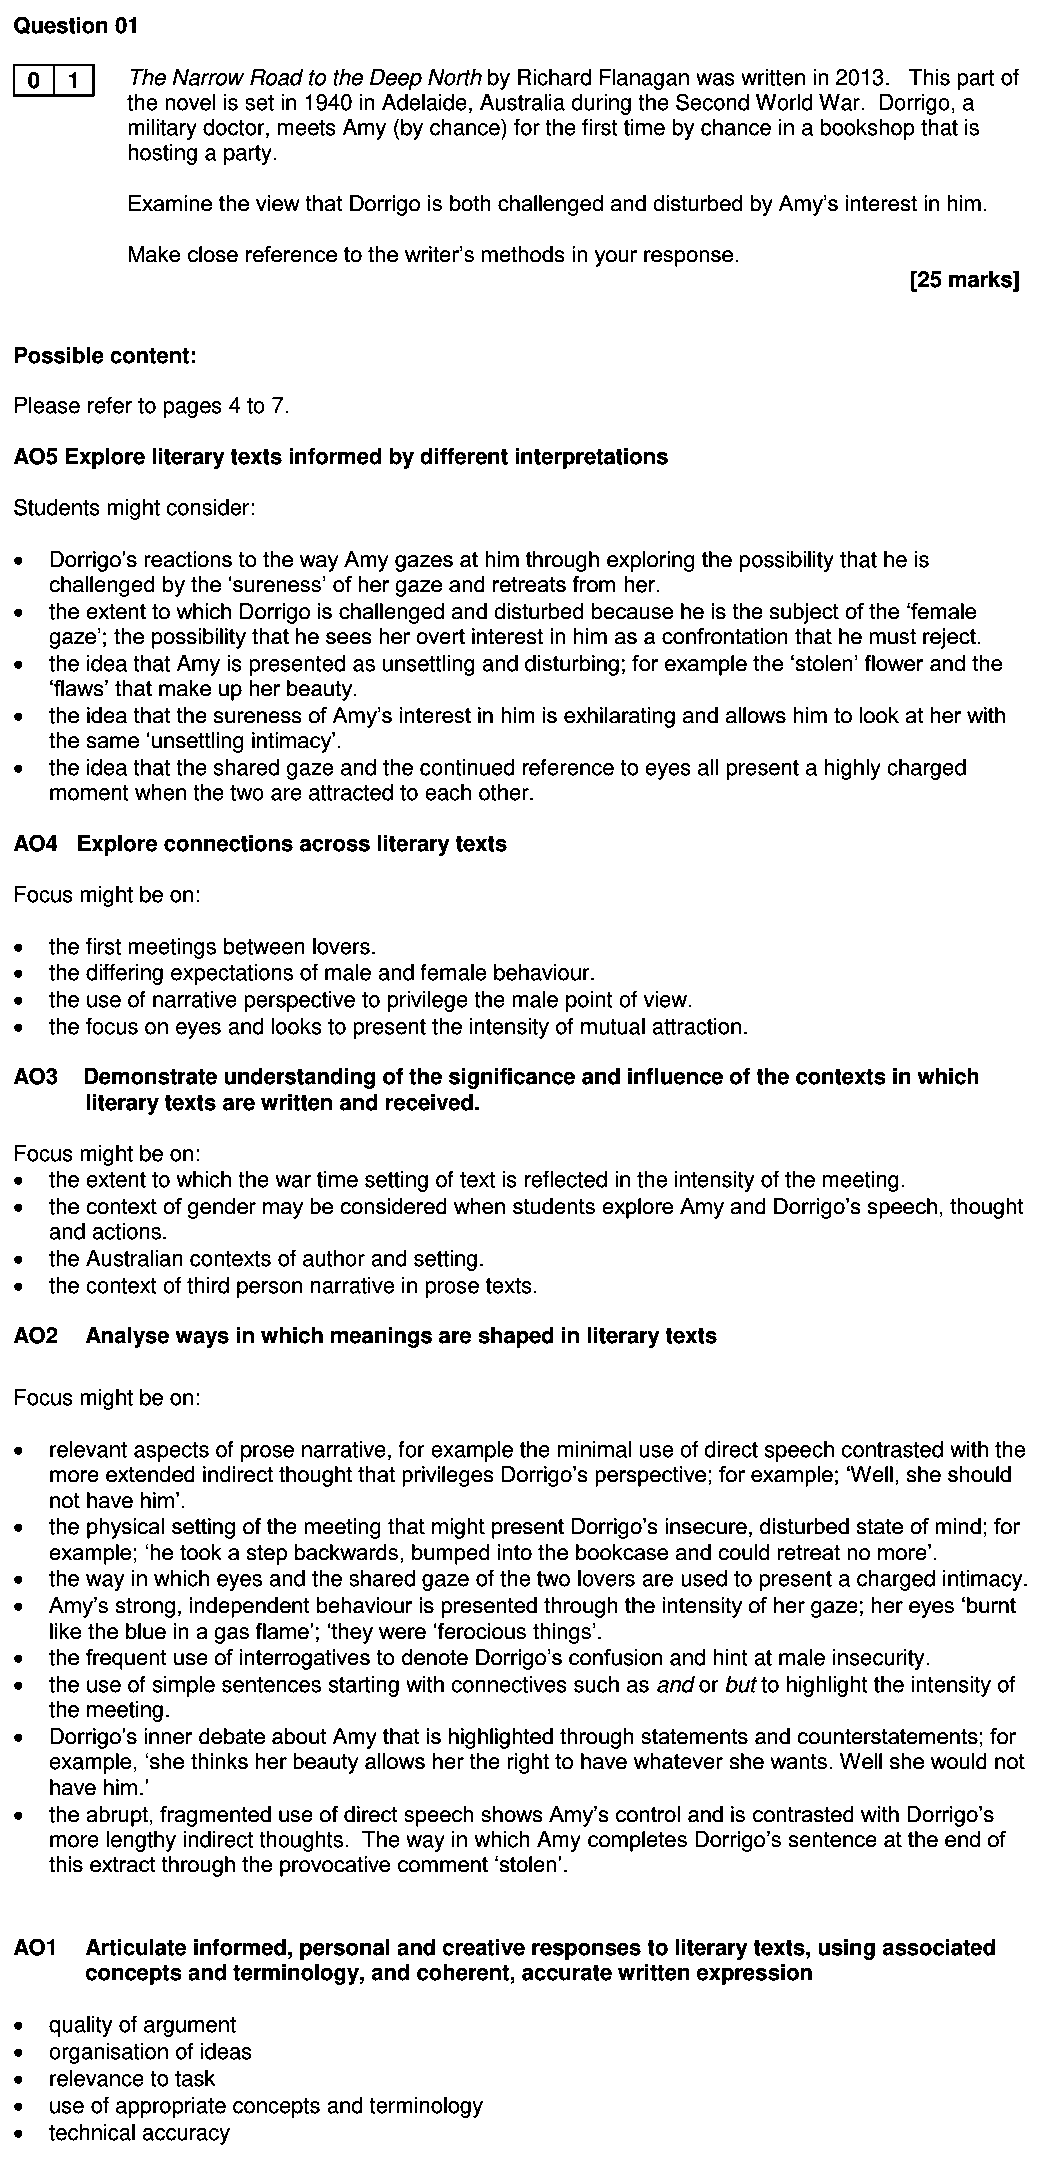 Question 01
0 1 The Narrow Road to the Deep North by Richard Flanagan was written in 2013. This part of
the novel is set in 1940 in Adelaide, Australia during the Second World War. Dorrigo, a
military doctor, meets Amy (by chance) for the first time by chance in a bookshop that is
hosting a party.
Examine the view that Dorrigo is both challenged and disturbed by Amy’s interest in him.
Make close reference to the writer’s methods in your response.
[25 marks]
Possible content:
Please refer to pages 4 to 7.
AO5 Explore literary texts informed by different interpretations
Students might consider:
• Dorrigo’s reactions to the way Amy gazes at him through exploring the possibility that he is
challenged by the ‘sureness’ of her gaze and retreats from her.
• the extent to which Dorrigo is challenged and disturbed because he is the subject of the ‘female
gaze’; the possibility that he sees her overt interest in him as a confrontation that he must reject.
• the idea that Amy is presented as unsettling and disturbing; for example the ‘stolen’ flower and the
‘flaws’ that make up her beauty.
• the idea that the sureness of Amy’s interest in him is exhilarating and allows him to look at her with
the same ‘unsettling intimacy’.
• the idea that the shared gaze and the continued reference to eyes all present a highly charged
moment when the two are attracted to each other.
AO4 Explore connections across literary texts
Focus might be on:
• the first meetings between lovers.
• the differing expectations of male and female behaviour.
• the use of narrative perspective to privilege the male point of view.
• the focus on eyes and looks to present the intensity of mutual attraction.
AO3 Demonstrate understanding of the significance and influence of the contexts in which
literary texts are written and received.
Focus might be on:
• the extent to which the war time setting of text is reflected in the intensity of the meeting.
• the context of gender may be considered when students explore Amy and Dorrigo’s speech, thought
and actions.
• the Australian contexts of author and setting.
• the context of third person narrative in prose texts.
AO2 Analyse ways in which meanings are shaped in literary texts
Focus might be on:
• relevant aspects of prose narrative, for example the minimal use of direct speech contrasted with the
more extended indirect thought that privileges Dorrigo’s perspective; for example; ‘Well, she should
not have him’.
• the physical setting of the meeting that might present Dorrigo’s insecure, disturbed state of mind; for
example; ‘he took a step backwards, bumped into the bookcase and could retreat no more’.
• the way in which eyes and the shared gaze of the two lovers are used to present a charged intimacy.
• Amy’s strong, independent behaviour is presented through the intensity of her gaze; her eyes ‘burnt
like the blue in a gas flame’; ‘they were ‘ferocious things’.
• the frequent use of interrogatives to denote Dorrigo’s confusion and hint at male insecurity.
• the use of simple sentences starting with connectives such as and or but to highlight the intensity of
the meeting.
• Dorrigo’s inner debate about Amy that is highlighted through statements and counterstatements; for
example, ‘she thinks her beauty allows her the right to have whatever she wants. Well she would not
have him.’
• the abrupt, fragmented use of direct speech shows Amy’s control and is contrasted with Dorrigo’s
more lengthy indirect thoughts. The way in which Amy completes Dorrigo’s sentence at the end of
this extract through the provocative comment ‘stolen’.
AO1 Articulate informed, personal and creative responses to literary texts, using associated
concepts and terminology, and coherent, accurate written expression
• quality of argument
• organisation of ideas
• relevance to task
• use of appropriate concepts and terminology
• technical accuracy